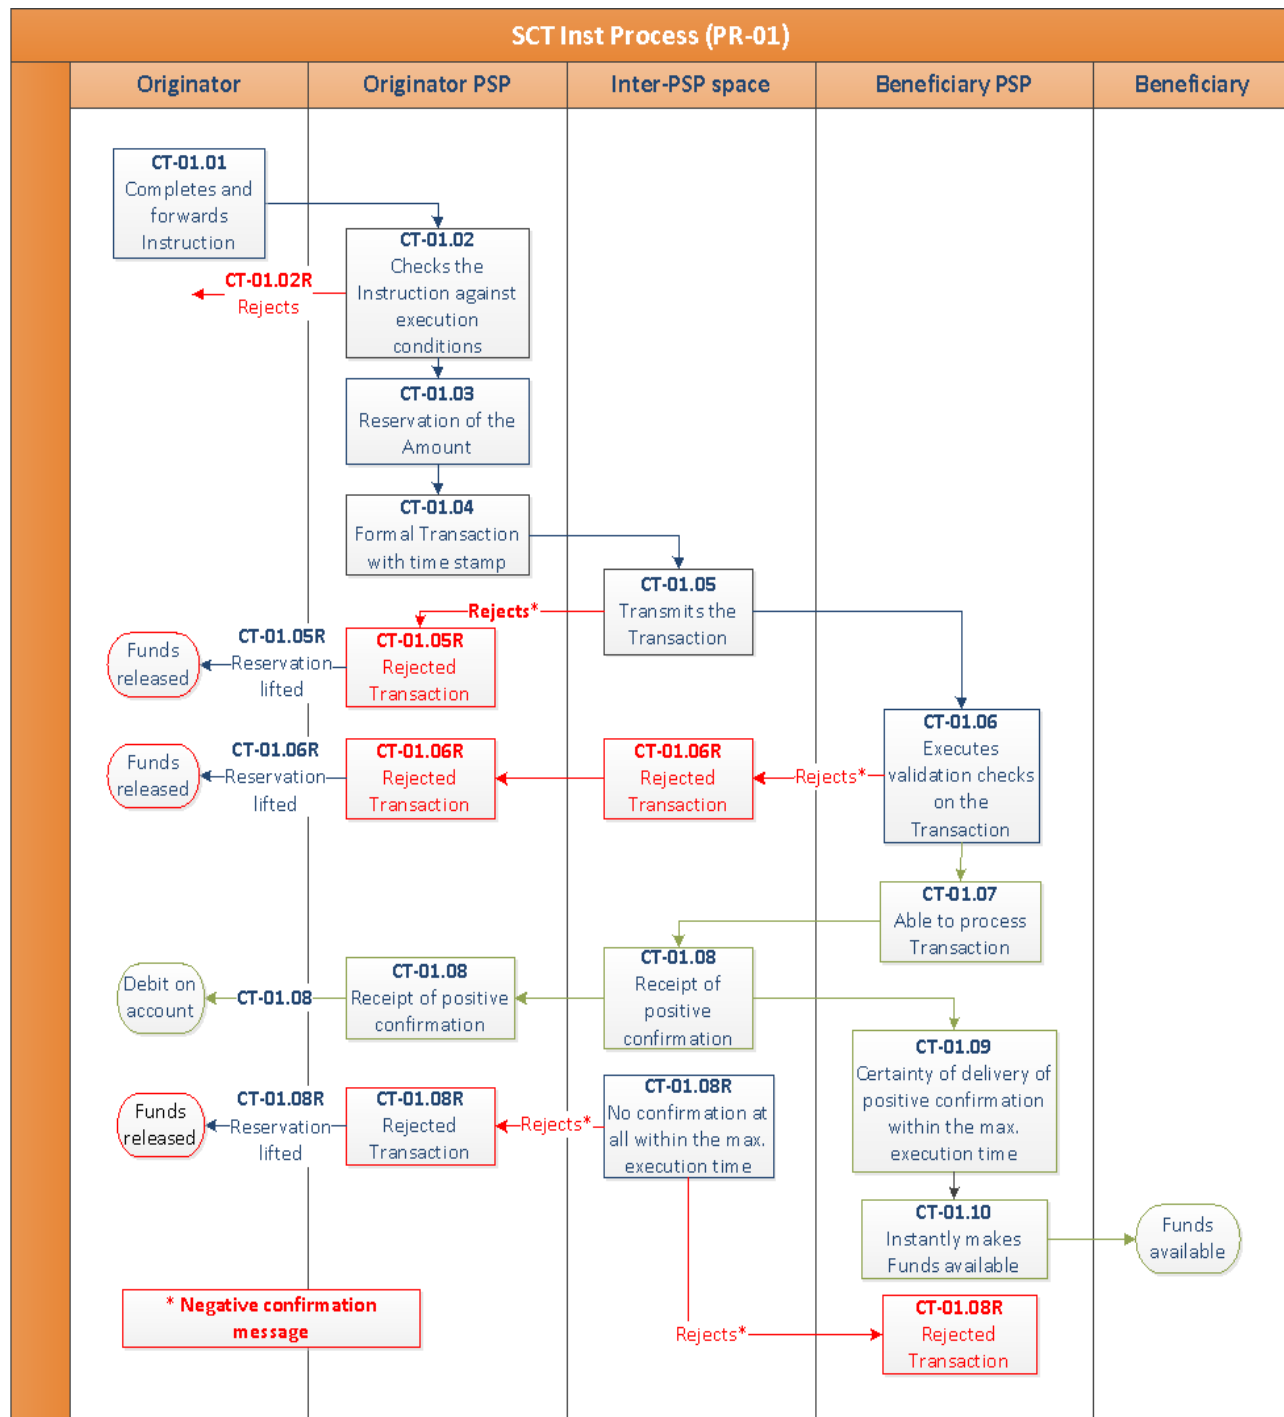 SCT Inst Process (PR-01)
Originator
Originator PSP
Inter-PSP space
Beneficiary PSP
Beneficiary
CT-01.01
Completes and
forwards
Instruction
CT-01.02
Checks the
Instruction against
execution
conditions
CT-01.02R
Rejects
CT-01.03
Reservation of the
Amount
CT-01.04
Formal Transaction
with time stamp
CT-01.05
Transmits the
Transaction
Rejects*
CT-01.05R
Rejected
Transaction
CT-01.05R
Reservation
lifted
Funds
released
CT-01.06
Executes
validation checks
on the
Transaction
Rejects*
CT-01.06R
Rejected
Transaction
CT-01.06R
Rejected
Transaction
CT-01.06R
Reservation
lifted
Funds
released
CT-01.07
Able to process
Transaction
CT-01.08
Receipt of
positive
confirmation
CT-01.08
Receipt of positive
confirmation
CT-01.08
Debit on
account
CT-01.09
Certainty of delivery of
positive confirmation
within the max.
execution time
CT-01.08R
No confirmation at
all within the max.
execution time
Rejects*
CT-01.08R
Rejected
Transaction
CT-01.08R
Reservation
lifted
Funds
released
CT-01.10
Instantly makes
Funds available
Funds
available
Rejects*
CT-01.08R
Rejected
Transaction
* Negative confirmation
message